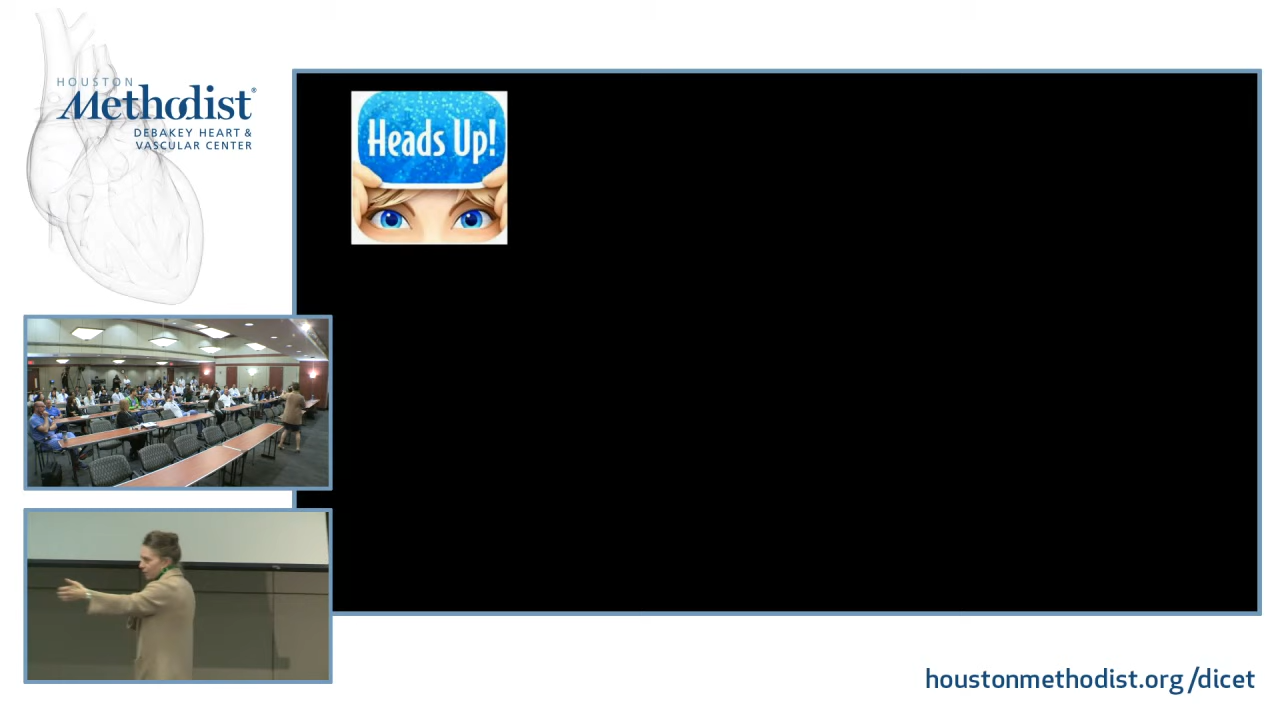 HOUSTON
Methodist®
DEBAKEY HEART &
VASCULAR CENTER
Heads Up!
houstonmethodist.org/dicet